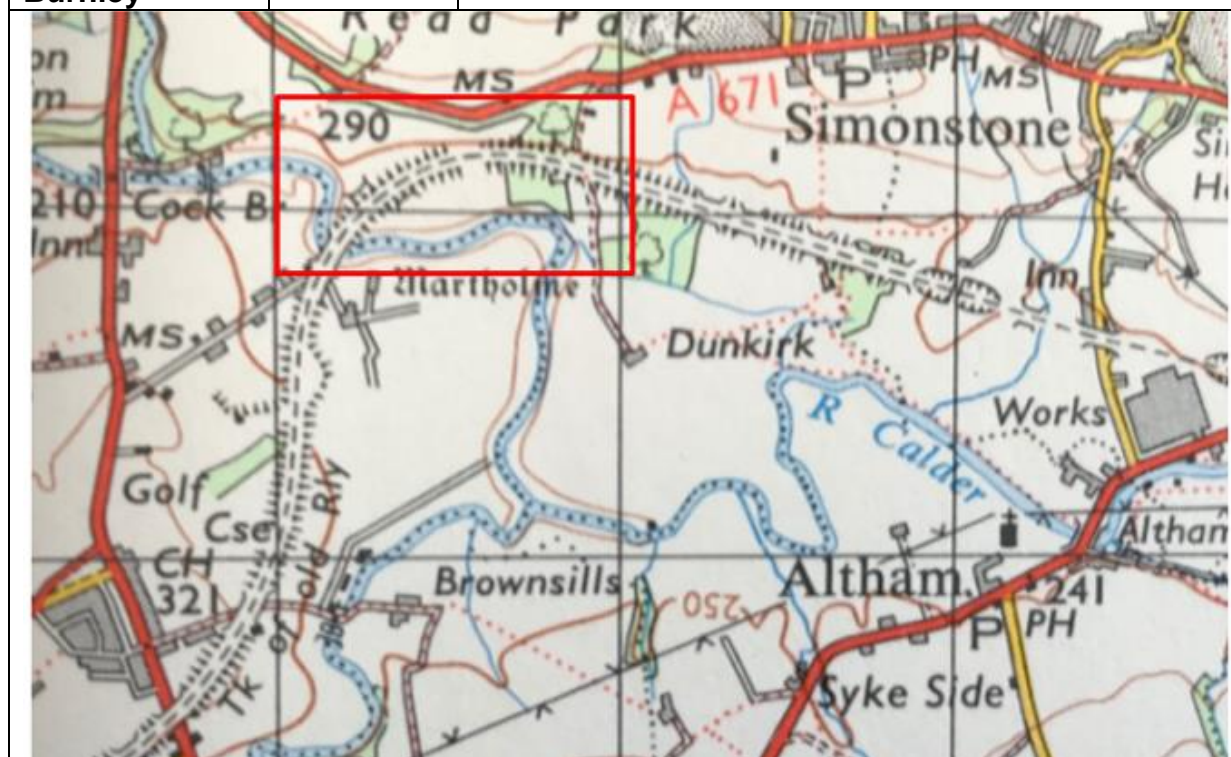 Burnley
Read Park
MS
PH
MS
A 671
P
290
Simonstone
210
Cock B.
Inn
Martholme
Inn
MS
Dunkirk
R Calder
Works
Golf
Cse
CH
321
Tk of old Rly
Brownsills
250
Altham
Altham
241
P
PH
Syke Side